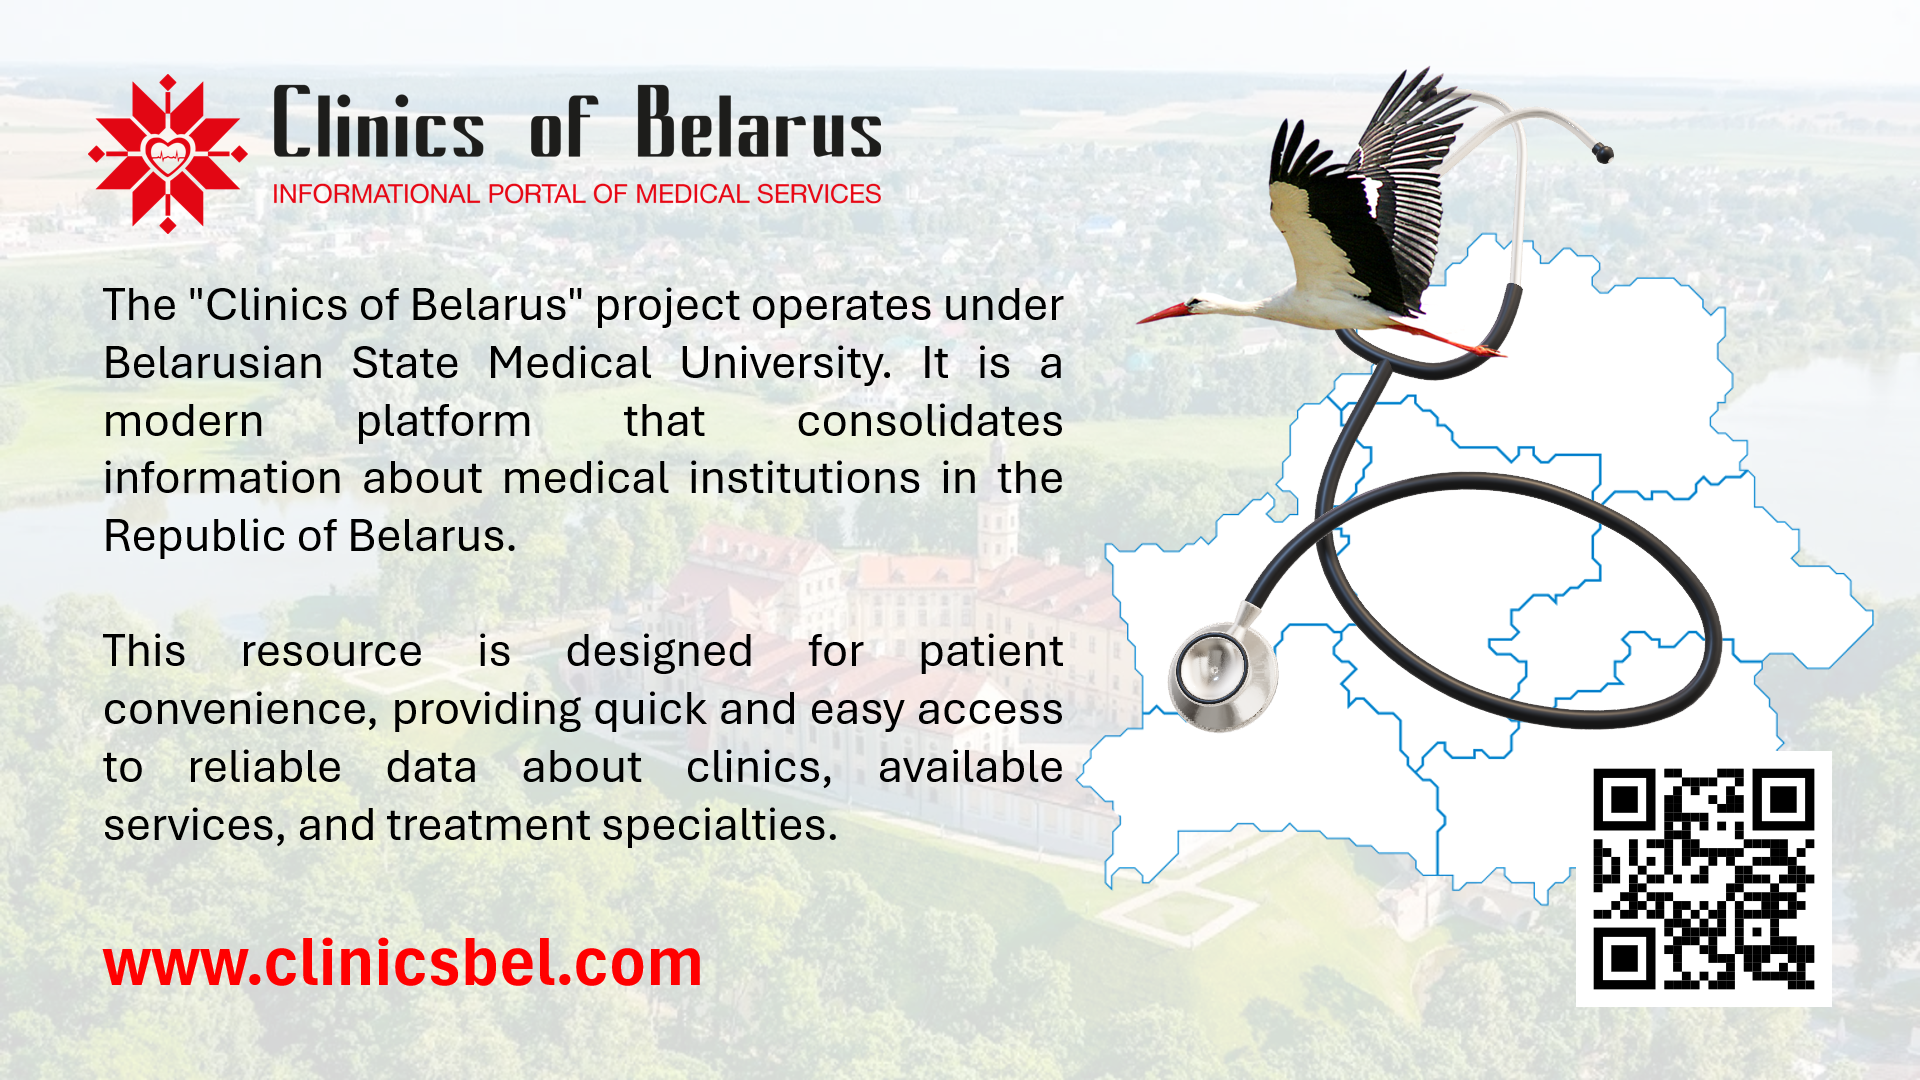 Clinics of Belarus
INFORMATIONAL PORTAL OF MEDICAL SERVICES
The "Clinics of Belarus" project operates under
Belarusian State Medical University. It is a
modern platform that consolidates
information about medical institutions in the
Republic of Belarus.
This resource is designed for patient
convenience, providing quick and easy access
to reliable data about clinics, available
services, and treatment specialties.
www.clinicsbel.com